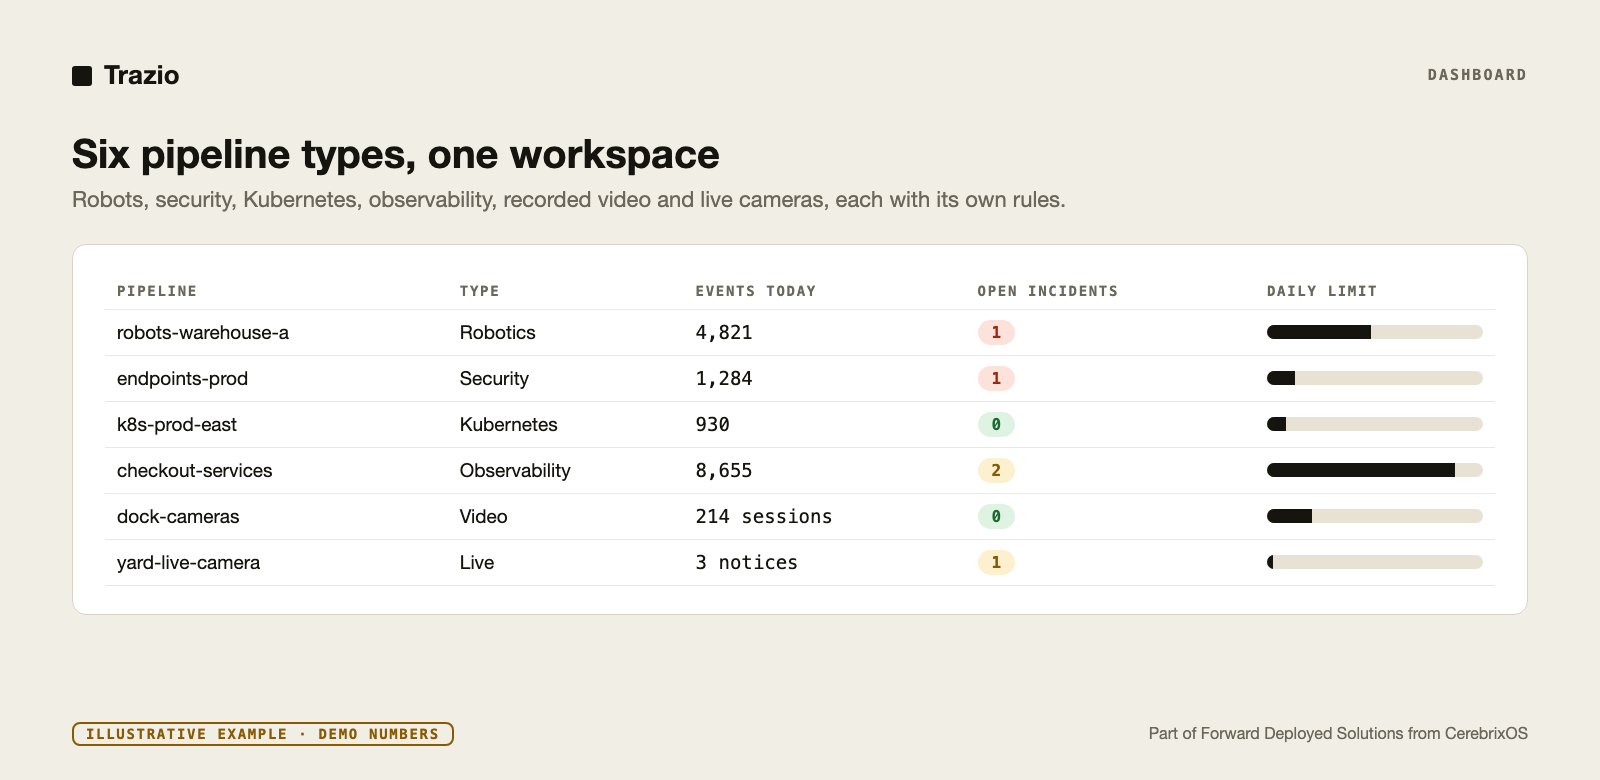 Trazio
DASHBOARD
Six pipeline types, one workspace
Robots, security, Kubernetes, observability, recorded video and live cameras, each with its own rules.
PIPELINE TYPE EVENTS TODAY OPEN INCIDENTS DAILY LIMIT
robots-warehouse-a Robotics 4,821 1
endpoints-prod Security 1,284 1
k8s-prod-east Kubernetes 930 0
checkout-services Observability 8,655 2
dock-cameras Video 214 sessions 0
yard-live-camera Live 3 notices 1
ILLUSTRATIVE EXAMPLE · DEMO NUMBERS
Part of Forward Deployed Solutions from CerebrixOS